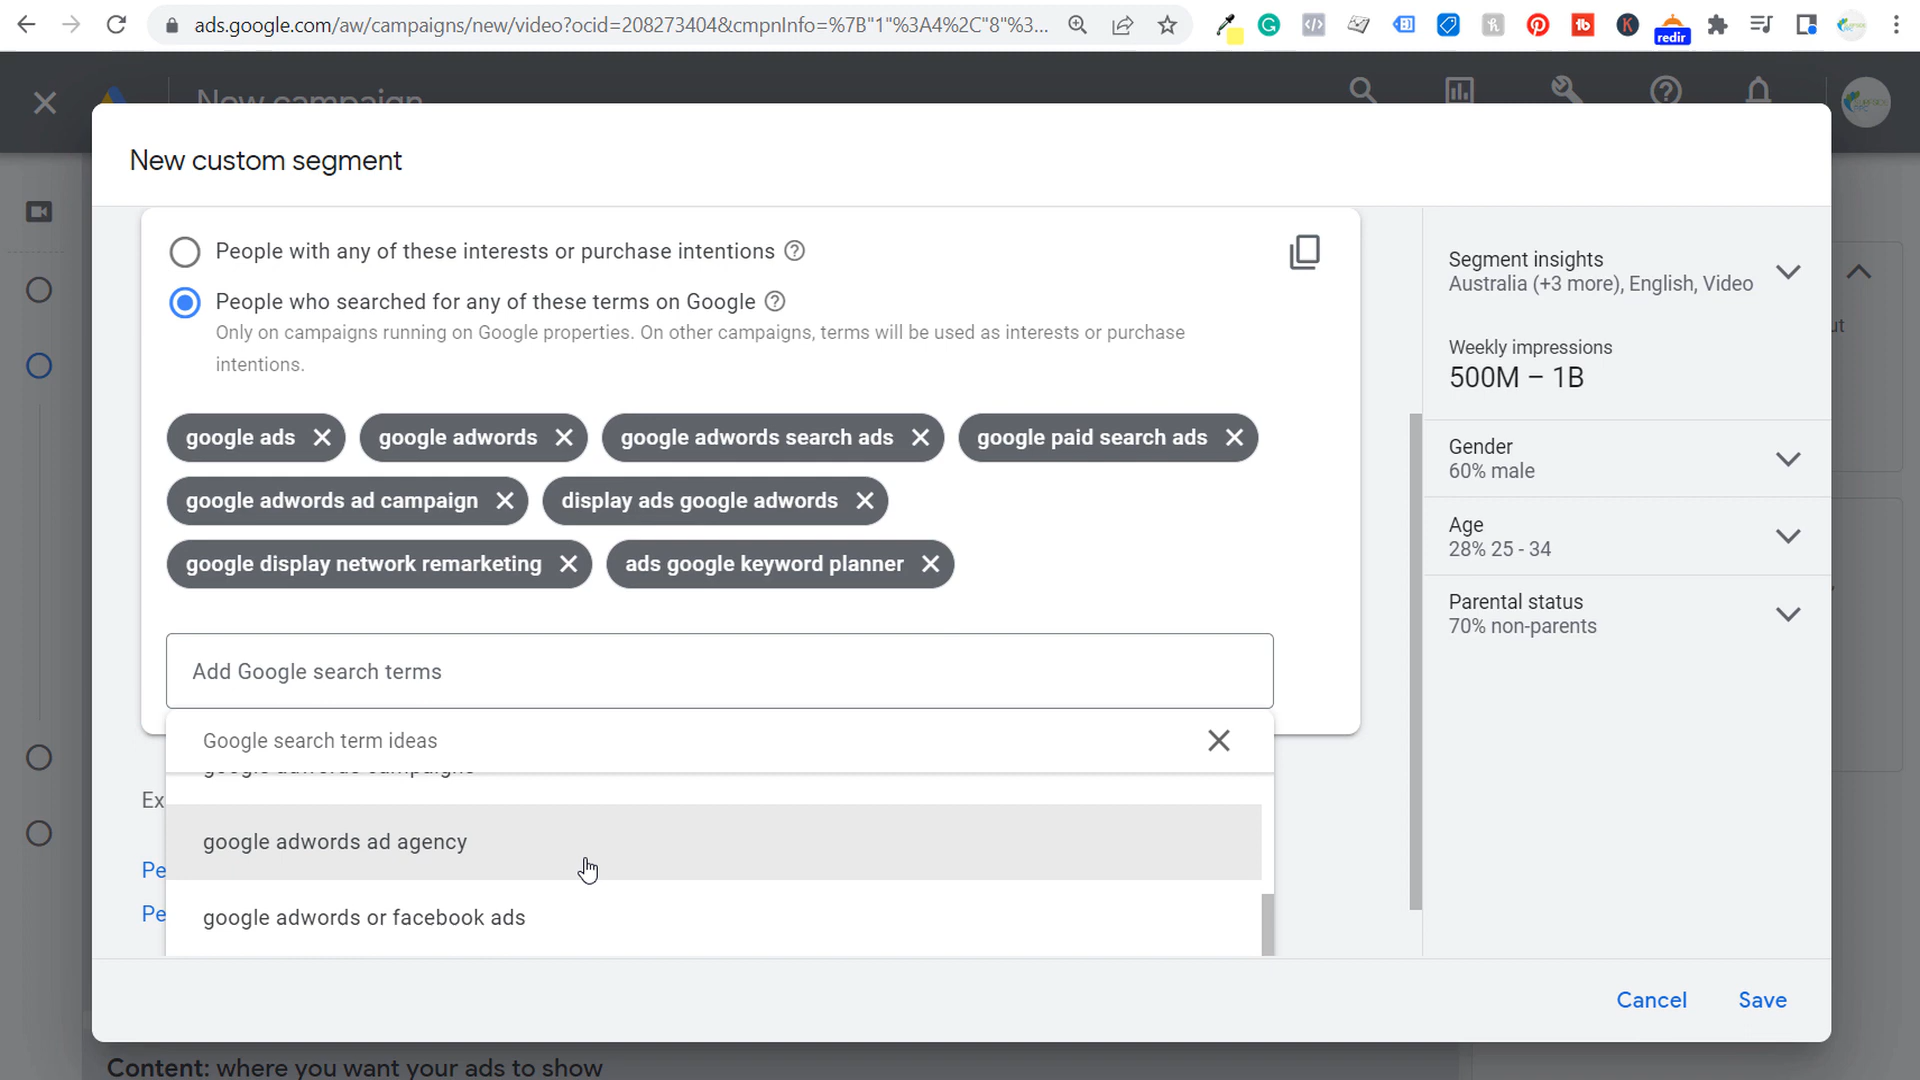 ads.google.com/aw/campaigns/new/video?ocid=208273404&cmpnInfo=%7B"1"%3A4%2C"8"%3...
redir
New campaign
New custom segment
People with any of these interests or purchase intentions
People who searched for any of these terms on Google
Only on campaigns running on Google properties. On other campaigns, terms will be used as interests or purchase
intentions.
google ads
google adwords
google adwords search ads
google paid search ads
google adwords ad campaign
display ads google adwords
google display network remarketing
ads google keyword planner
Add Google search terms
Google search term ideas
google adwords campaigns
google adwords ad agency
google adwords or facebook ads
Ex
Pe
Pe
Segment insights
Australia (+3 more), English, Video
Weekly impressions
500M – 1B
Gender
60% male
Age
28% 25 - 34
Parental status
70% non-parents
ut
Cancel
Save
Content: where you want your ads to show